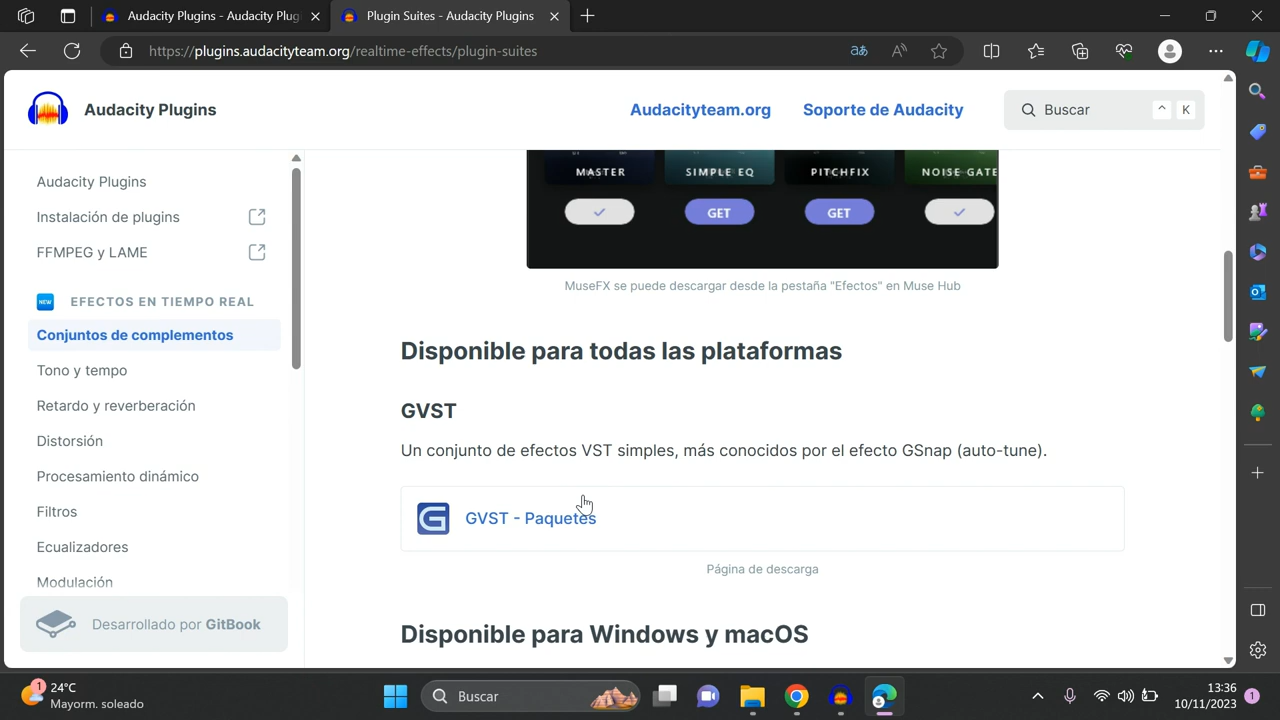 Audacity Plugins - Audacity Plug
Plugin Suites - Audacity Plugins
https://plugins.audacityteam.org/realtime-effects/plugin-suites
Audacity Plugins
Audacityteam.org
Soporte de Audacity
Buscar
^ K
Audacity Plugins
Instalación de plugins
FFMPEG y LAME
NEW EFECTOS EN TIEMPO REAL
Conjuntos de complementos
Tono y tempo
Retardo y reverberación
Distorsión
Procesamiento dinámico
Filtros
Ecualizadores
Modulación
Desarrollado por GitBook
MASTER SIMPLE EQ PITCHFIX NOISE GATE
GET GET
MuseFX se puede descargar desde la pestaña "Efectos" en Muse Hub
Disponible para todas las plataformas
GVST
Un conjunto de efectos VST simples, más conocidos por el efecto GSnap (auto-tune).
G GVST - Paquetes
Página de descarga
Disponible para Windows y macOS
1 24°C
Mayorm. soleado
Buscar
13:36
10/11/2023
1